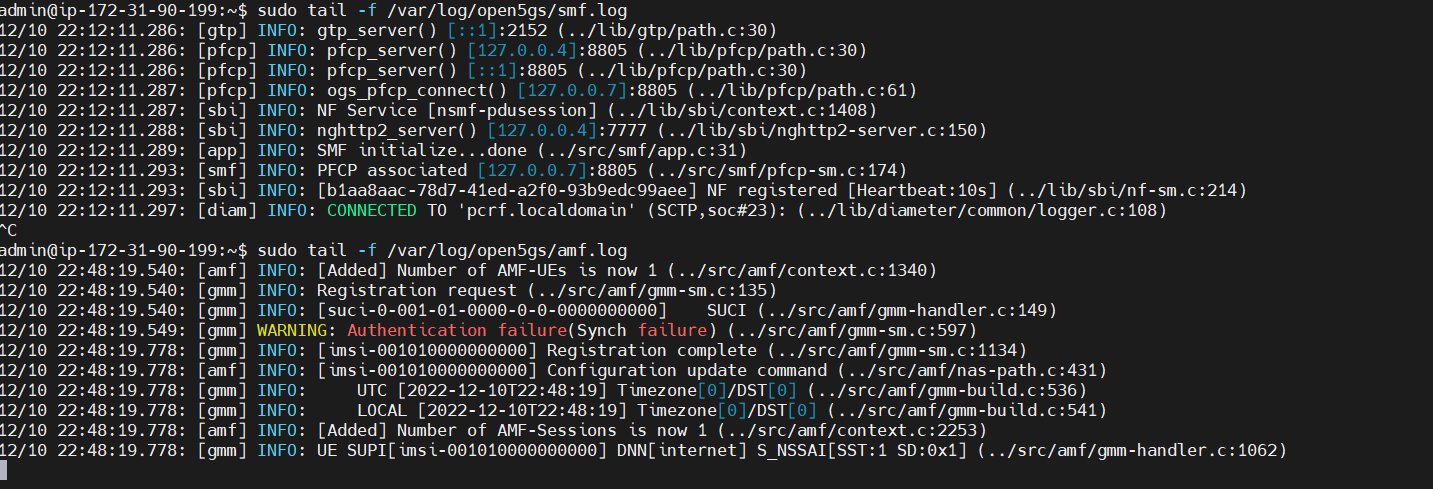 admin@ip-172-31-90-199:~$ sudo tail -f /var/log/open5gs/smf.log
12/10 22:12:11.286: [gtp] INFO: gtp_server() [::1]:2152 (../lib/gtp/path.c:30)
12/10 22:12:11.286: [pfcp] INFO: pfcp_server() [127.0.0.4]:8805 (../lib/pfcp/path.c:30)
12/10 22:12:11.286: [pfcp] INFO: pfcp_server() [::1]:8805 (../lib/pfcp/path.c:30)
12/10 22:12:11.287: [pfcp] INFO: ogs_pfcp_connect() [127.0.0.7]:8805 (../lib/pfcp/path.c:61)
12/10 22:12:11.287: [sbi] INFO: NF Service [nsmf-pdusession] (../lib/sbi/context.c:1408)
12/10 22:12:11.288: [sbi] INFO: nghttp2_server() [127.0.0.4]:7777 (../lib/sbi/nghttp2-server.c:150)
12/10 22:12:11.289: [app] INFO: SMF initialize...done (../src/smf/app.c:31)
12/10 22:12:11.293: [smf] INFO: PFCP associated [127.0.0.7]:8805 (../src/smf/pfcp-sm.c:174)
12/10 22:12:11.293: [sbi] INFO: [b1aa8aac-78d7-41ed-a2f0-93b9edc99aee] NF registered [Heartbeat:10s] (../lib/sbi/nf-sm.c:214)
12/10 22:12:11.297: [diam] INFO: CONNECTED TO 'pcrf.localdomain' (SCTP,soc#23): (../lib/diameter/common/logger.c:108)
^C
admin@ip-172-31-90-199:~$ sudo tail -f /var/log/open5gs/amf.log
12/10 22:48:19.540: [amf] INFO: [Added] Number of AMF-UEs is now 1 (../src/amf/context.c:1340)
12/10 22:48:19.540: [gmm] INFO: Registration request (../src/amf/gmm-sm.c:135)
12/10 22:48:19.540: [gmm] INFO: [suci-0-001-01-0000-0-0-0000000000]    SUCI (../src/amf/gmm-handler.c:149)
12/10 22:48:19.549: [gmm] WARNING: Authentication failure(Synch failure) (../src/amf/gmm-sm.c:597)
12/10 22:48:19.778: [gmm] INFO: [imsi-001010000000000] Registration complete (../src/amf/gmm-sm.c:1134)
12/10 22:48:19.778: [amf] INFO: [imsi-001010000000000] Configuration update command (../src/amf/nas-path.c:431)
12/10 22:48:19.778: [gmm] INFO:     UTC [2022-12-10T22:48:19] Timezone[0]/DST[0] (../src/amf/gmm-build.c:536)
12/10 22:48:19.778: [gmm] INFO:     LOCAL [2022-12-10T22:48:19] Timezone[0]/DST[0] (../src/amf/gmm-build.c:541)
12/10 22:48:19.778: [amf] INFO: [Added] Number of AMF-Sessions is now 1 (../src/amf/context.c:2253)
12/10 22:48:19.778: [gmm] INFO: UE SUPI[imsi-001010000000000] DNN[internet] S_NSSAI[SST:1 SD:0x1] (../src/amf/gmm-handler.c:1062)